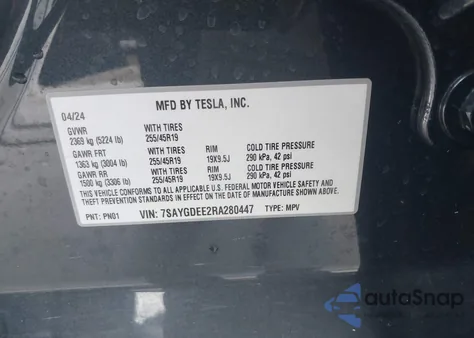 MFD BY TESLA, INC.
04/24
GVWR WITH TIRES
2369 kg (5224 lb) 255/45R19
GAWR FRT WITH TIRES RIM COLD TIRE PRESSURE
1363 kg (3004 lb) 255/45R19 19X9.5J 290 kPa, 42 psi
GAWR RR WITH TIRES RIM COLD TIRE PRESSURE
1500 kg (3306 lb) 255/45R19 19X9.5J 290 kPa, 42 psi
THIS VEHICLE CONFORMS TO ALL APPLICABLE U.S. FEDERAL MOTOR VEHICLE SAFETY AND
THEFT PREVENTION STANDARDS IN EFFECT ON THE DATE OF MANUFACTURE SHOWN ABOVE.
PNT: PN01 VIN: 7SAYGDEE2RA280447 TYPE: MPV
autoSnap